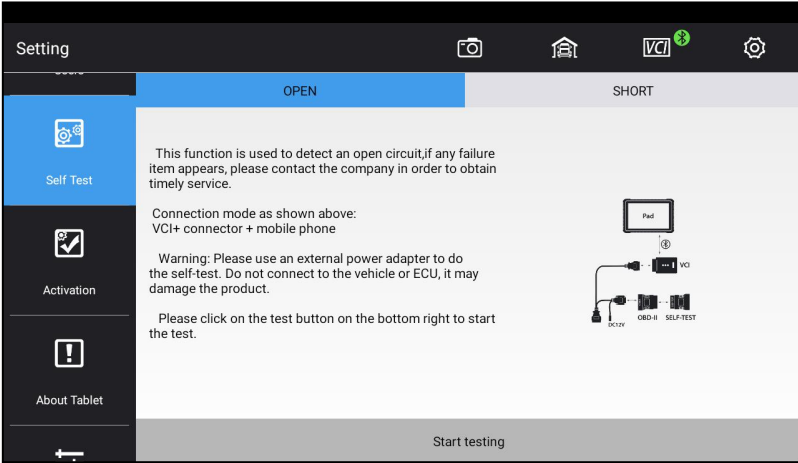 Setting
VCI
OPEN
SHORT
Self Test
Activation
About Tablet
This function is used to detect an open circuit,if any failure
item appears, please contact the company in order to obtain
timely service.
Connection mode as shown above:
VCI+ connector + mobile phone
Warning: Please use an external power adapter to do
the self-test. Do not connect to the vehicle or ECU, it may
damage the product.
Please click on the test button on the bottom right to start
the test.
Pad
VCI
DC12V
OBD-II
SELF-TEST
Start testing